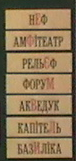 НЕФ
АМФІТЕАТР
РЕЛЬЄФ
ФОРУМ
АКВЕДУК
КАПІТЕЛЬ
БАЗИЛІКА